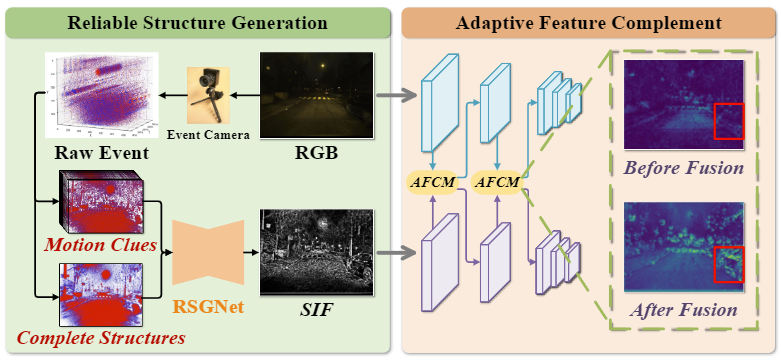 Reliable Structure Generation
Adaptive Feature Complement
Event Camera
Raw Event
RGB
Motion Clues
Complete Structures
RSGNet
SIF
AFCM
AFCM
Before Fusion
After Fusion